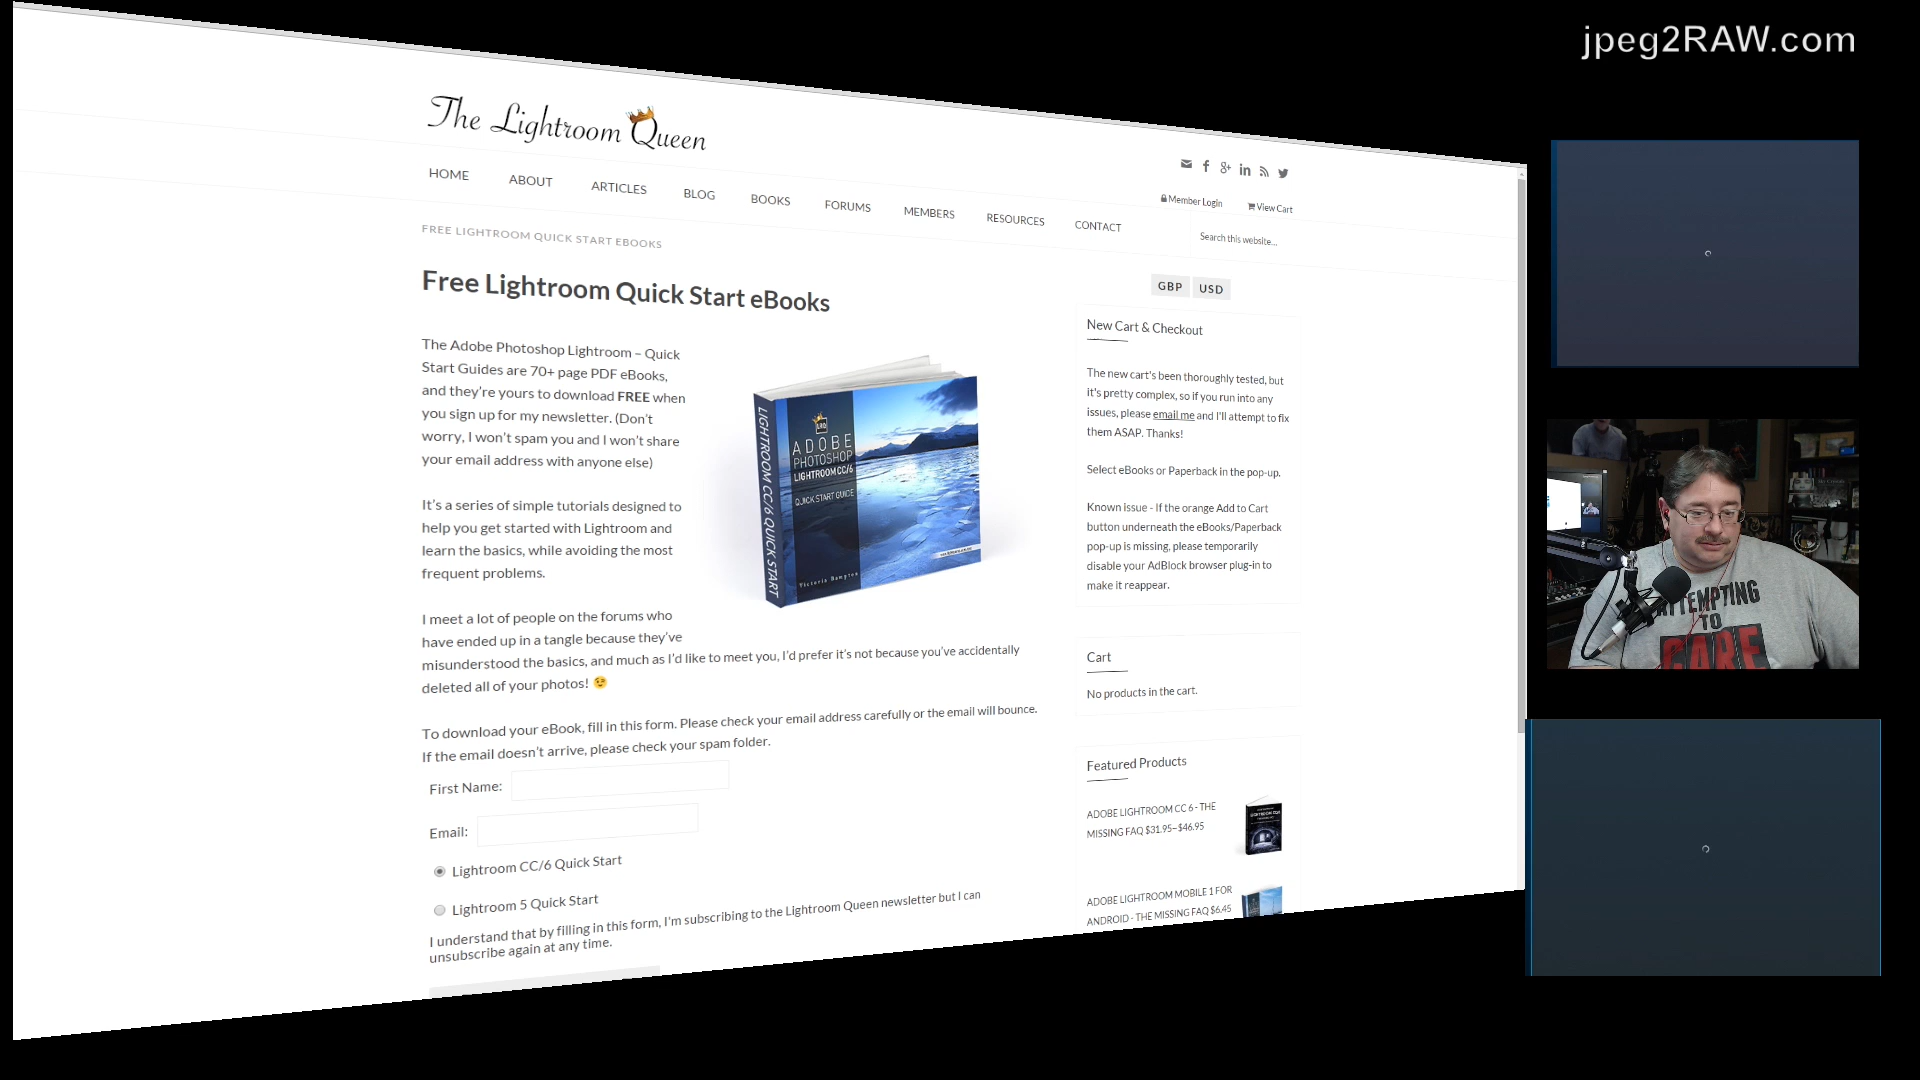 jpeg2RAW.com
The Lightroom Queen
Member Login
View Cart
HOME ABOUT ARTICLES BLOG BOOKS FORUMS MEMBERS RESOURCES CONTACT
Search this website...
FREE LIGHTROOM QUICK START EBOOKS
Free Lightroom Quick Start eBooks
The Adobe Photoshop Lightroom – Quick
Start Guides are 70+ page PDF eBooks,
and they're yours to download FREE when
you sign up for my newsletter. (Don't
worry, I won't spam you and I won't share
your email address with anyone else)
It's a series of simple tutorials designed to
help you get started with Lightroom and
learn the basics, while avoiding the most
frequent problems.
I meet a lot of people on the forums who
have ended up in a tangle because they've
misunderstood the basics, and much as I'd like to meet you, I'd prefer it's not because you've accidentally
deleted all of your photos! 😉
To download your eBook, fill in this form. Please check your email address carefully or the email will bounce.
If the email doesn't arrive, please check your spam folder.
First Name:
Email:
Lightroom CC/6 Quick Start
Lightroom 5 Quick Start
I understand that by filling in this form, I'm subscribing to the Lightroom Queen newsletter but I can
unsubscribe again at any time.
LIGHTROOM CC/6 QUICK START
LRQ
ADOBE
PHOTOSHOP
LIGHTROOM CC/6
QUICK START GUIDE
Victoria Bampton
GBP USD
New Cart & Checkout
The new cart's been thoroughly tested, but
it's pretty complex, so if you run into any
issues, please email me and I'll attempt to fix
them ASAP. Thanks!
Select eBooks or Paperback in the pop-up.
Known issue - If the orange Add to Cart
button underneath the eBooks/Paperback
pop-up is missing, please temporarily
disable your AdBlock browser plug-in to
make it reappear.
Cart
No products in the cart.
Featured Products
ADOBE LIGHTROOM CC 6 - THE
MISSING FAQ $31.95–$46.95
ADOBE LIGHTROOM MOBILE 1 FOR
ANDROID - THE MISSING FAQ $6.45
ATTEMPTING
TO
CARE